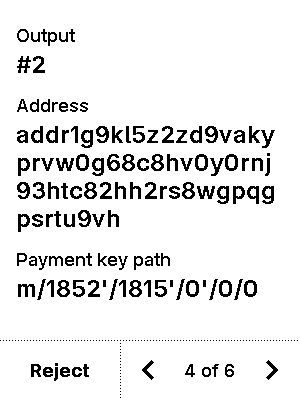 Output
#2
Address
addr1g9kl5z2zd9vaky
prvw0g68c8hv0y0rnj
93htc82hh2rs8wgpqg
psrtu9vh
Payment key path
m/1852'/1815'/0'/0/0
Reject
4 of 6